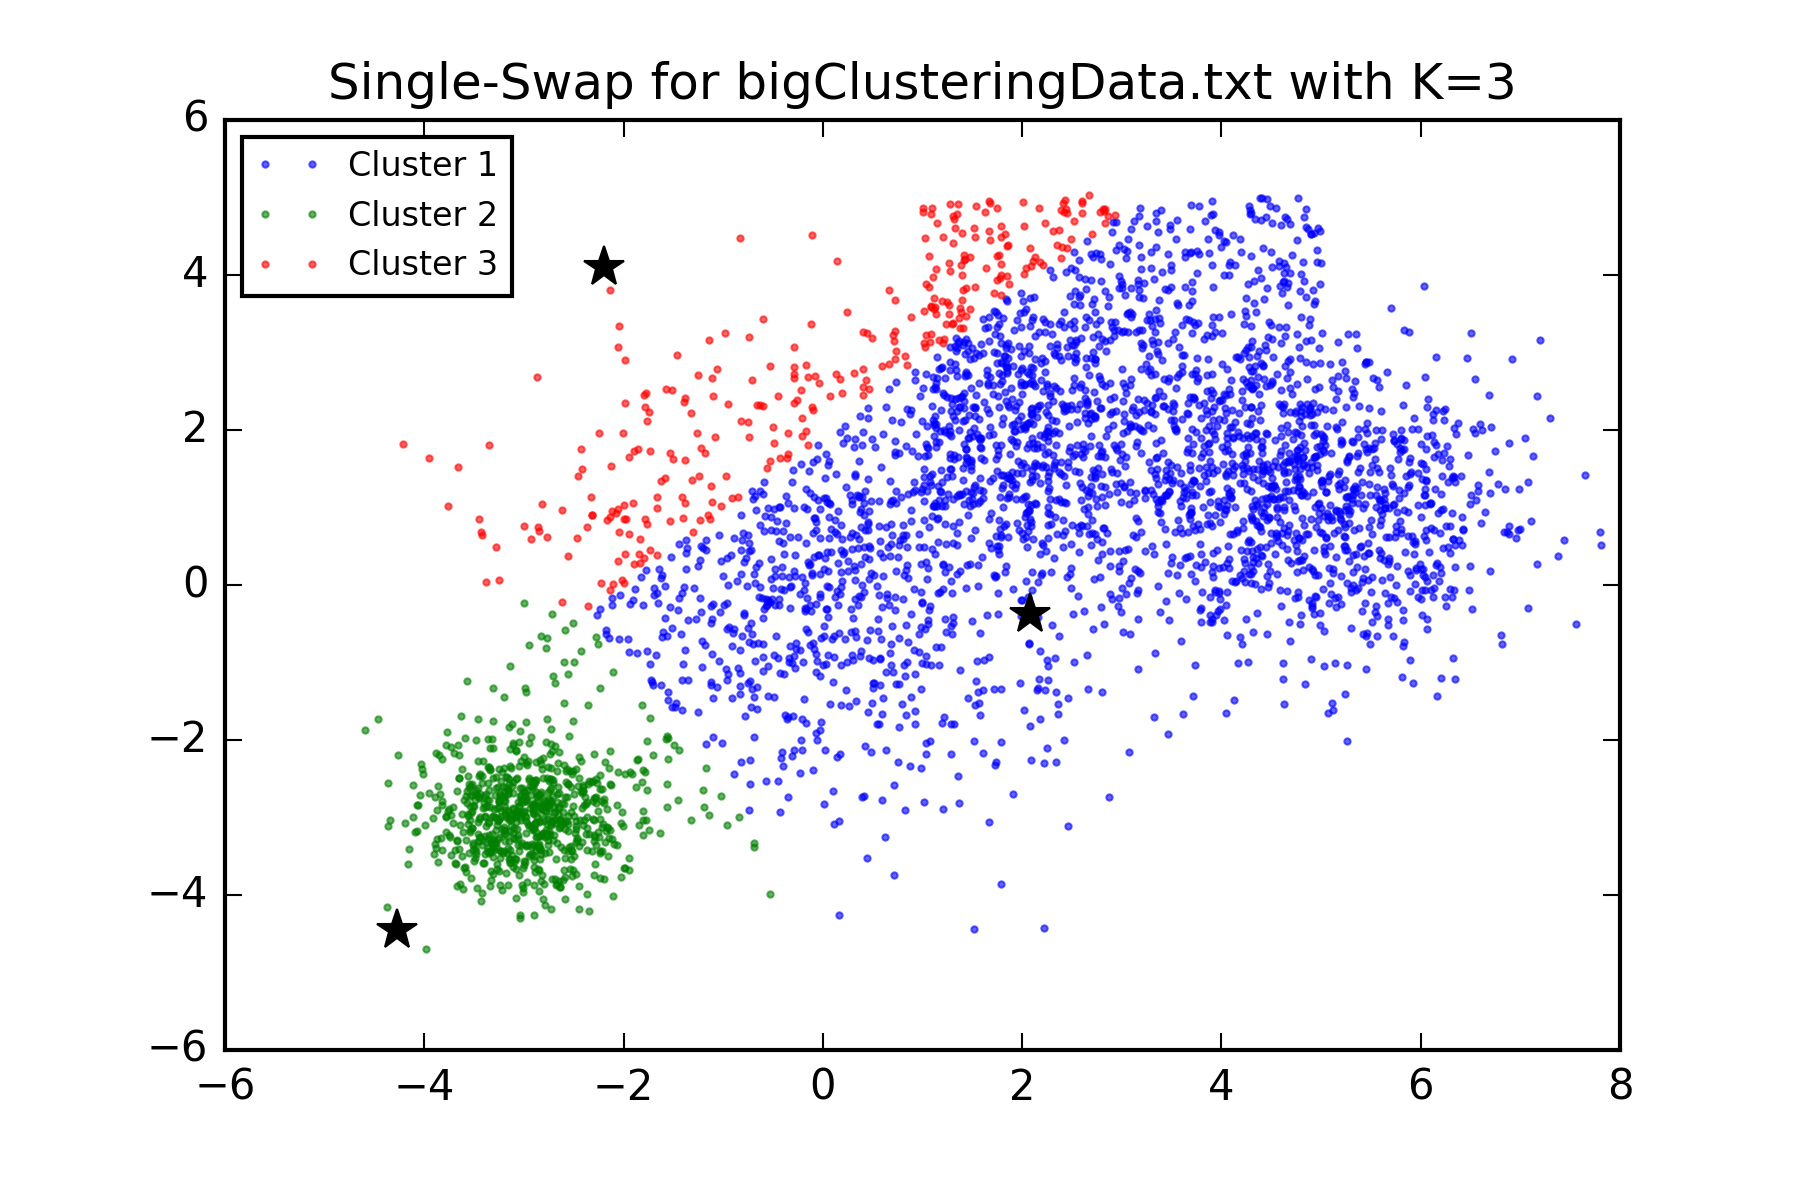 Single-Swap for bigClusteringData.txt with K=3
6
Cluster 1
Cluster 2
Cluster 3
4
2
0
−2
−4
−6
−6 −4 −2 0 2 4 6 8